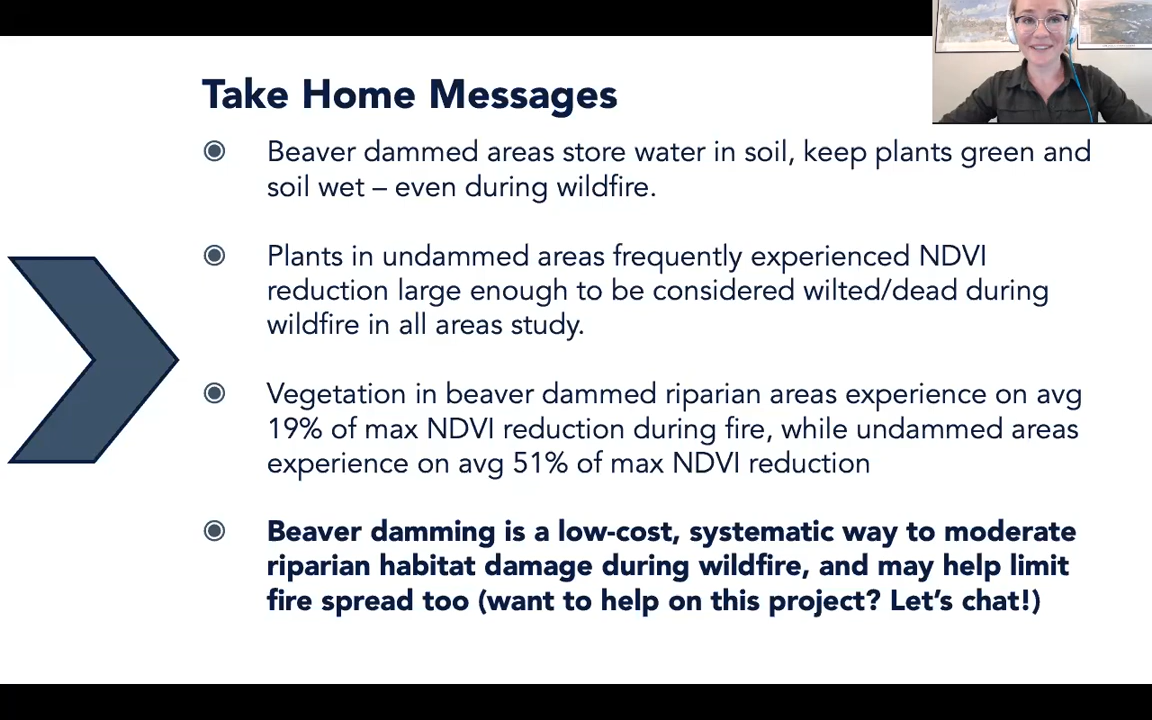 Take Home Messages
Beaver dammed areas store water in soil, keep plants green and
soil wet – even during wildfire.
Plants in undammed areas frequently experienced NDVI
reduction large enough to be considered wilted/dead during
wildfire in all areas study.
Vegetation in beaver dammed riparian areas experience on avg
19% of max NDVI reduction during fire, while undammed areas
experience on avg 51% of max NDVI reduction
Beaver damming is a low-cost, systematic way to moderate
riparian habitat damage during wildfire, and may help limit
fire spread too (want to help on this project? Let’s chat!)